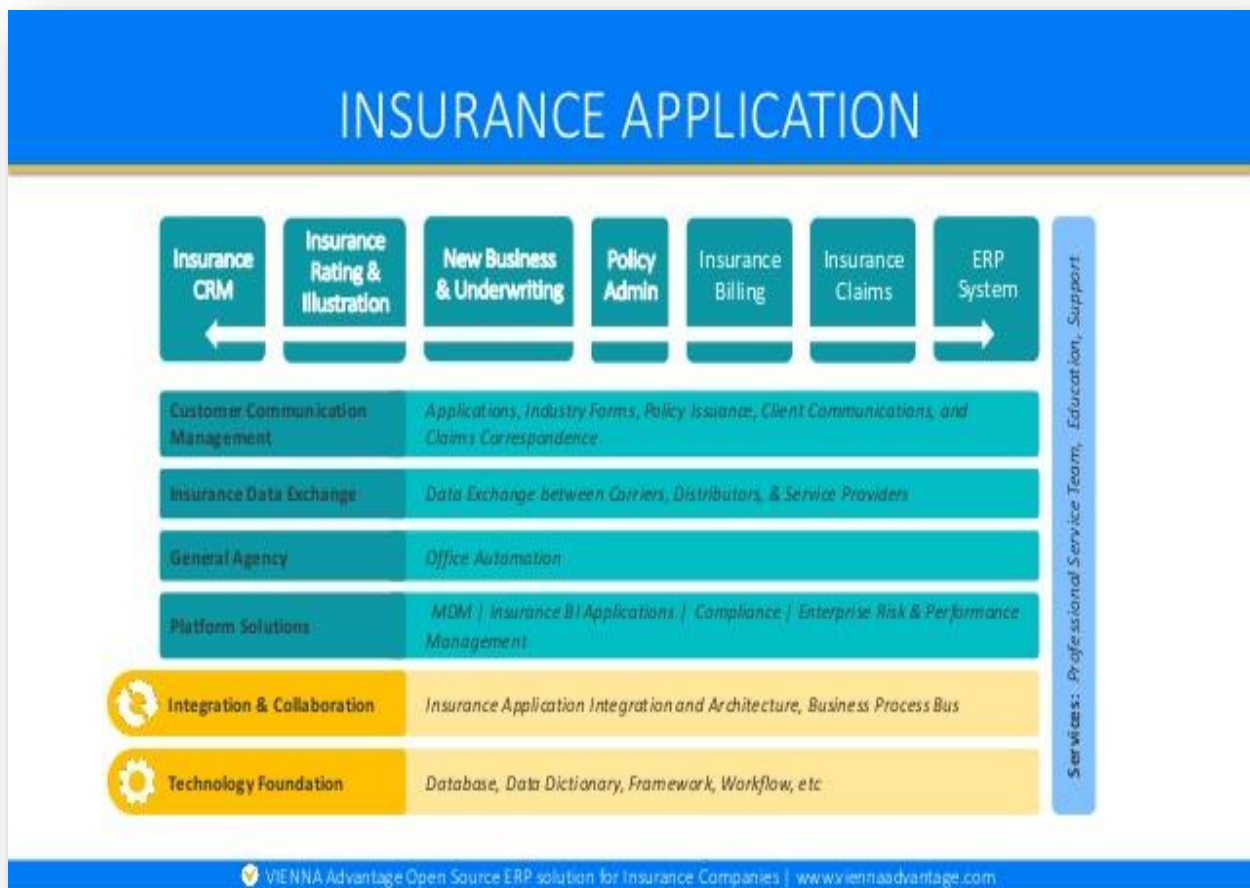 INSURANCE APPLICATION
Insurance
CRM
Insurance
Rating &
Illustration
New Business
& Underwriting
Policy
Admin
Insurance
Billing
Insurance
Claims
ERP
System
Customer Communication
Management
Applications, Industry Forms, Policy Issuance, Client Communications, and
Claims Correspondence
Insurance Data Exchange
Data Exchange between Carriers, Distributors, & Service Providers
General Agency
Office Automation
Platform Solutions
MDM | Insurance BI Applications | Compliance | Enterprise Risk & Performance
Management
Integration & Collaboration
Insurance Application Integration and Architecture, Business Process Bus
Technology Foundation
Database, Data Dictionary, Framework, Workflow, etc
Services: Professional Service Team, Education, Support
VIENNA Advantage Open Source ERP solution for Insurance Companies | www.viennaadvantage.com